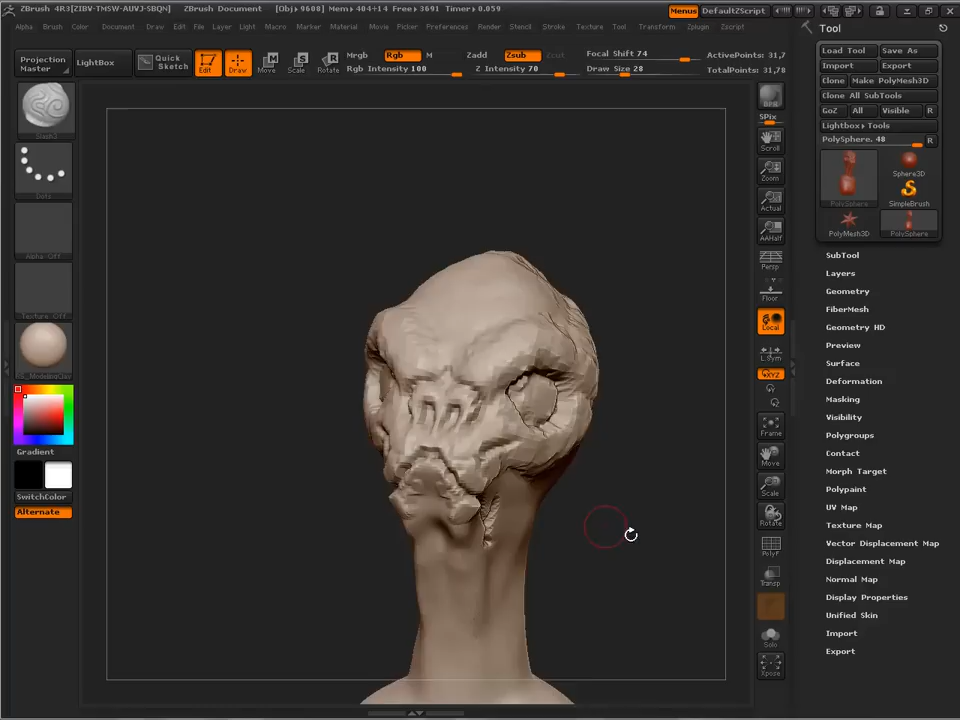 ZBrush 4R3[ZIBV-TMSW-AUVJ-SBQN] ZBrush Document [Obj> 9608] Mem> 404+14 Free> 3691 Timer> 0.059 Menus DefaultZScript
Alpha Brush Color Document Draw Edit File Layer Light Macro Marker Material Movie Picker Preferences Render Stencil Stroke Texture Tool Transform Zplugin Zscript
Projection Master
LightBox
Quick Sketch
Edit
Draw
Move
Scale
Rotate
Mrgb Rgb M
Rgb Intensity 100
Zadd Zsub Zcut
Z Intensity 70
Focal Shift 74
Draw Size 28
ActivePoints: 31,7
TotalPoints: 31,78
Dots
Alpha Off
Texture Off
Gradient
SwitchColor
Alternate
BPR
SPix
Scroll
Zoom
Actual
AAHalf
Persp
Floor
Local
L.Sym
XYZ
Frame
Move
Scale
Rotate
PolyF
Transp
Solo
Xpose
Tool
Load Tool Save As
Import Export
Clone Make PolyMesh3D
Clone All SubTools
GoZ All Visible R
Lightbox▸Tools
PolySphere. 48 R
PolySphere
Sphere3D
SimpleBrush
PolyMesh3D
PolySphere
SubTool
Layers
Geometry
FiberMesh
Geometry HD
Preview
Surface
Deformation
Masking
Visibility
Polygroups
Contact
Morph Target
Polypaint
UV Map
Texture Map
Vector Displacement Map
Displacement Map
Normal Map
Display Properties
Unified Skin
Import
Export